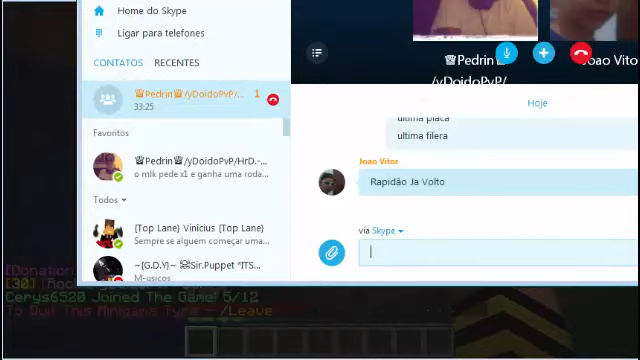 Home do Skype
Ligar para telefones
CONTATOS RECENTES
♕Pedrin♕/yDoidoPvP/... 1
33:25
Favoritos
♕Pedrin♕/yDoidoPvP/HrD.-...
o mlk pede x1 e ganha uma roda...
Todos
{Top Lane} Vinicius {Top Lane}
Sempre se alguem começar uma...
~{G,D,Y} Sir.Puppet "ITS...
M-usicos
♕Pedrin♕
/yDoidoPvP/
Joao Vito
Hoje
ultima placa
ultima filera
Joao Vitor
Rapidão Ja Volto
via Skype
[Donation
[30]
Cerys6520 Joined The Game! 5/12
To Quit This Minigame Type - /Leave